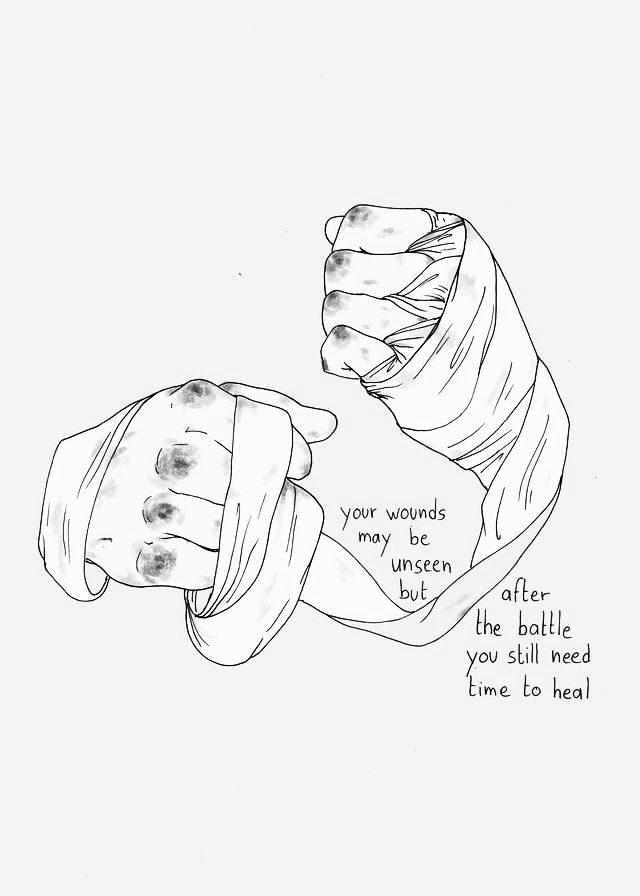 your wounds
may be
unseen
but
after
the battle
you still need
time to heal